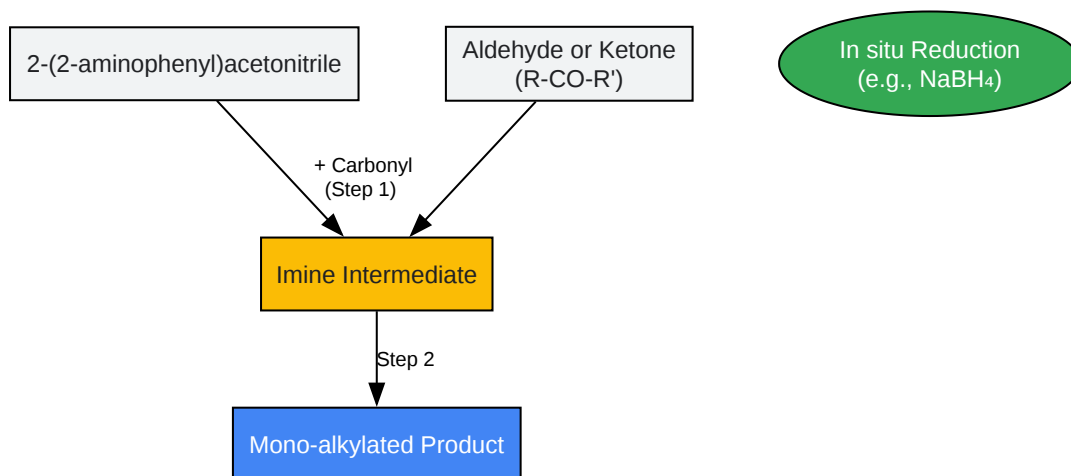 2-(2-aminophenyl)acetonitrile
Aldehyde or Ketone
(R-CO-R')
In situ Reduction
(e.g., NaBH₄)
+ Carbonyl
(Step 1)
Imine Intermediate
Step 2
Mono-alkylated Product